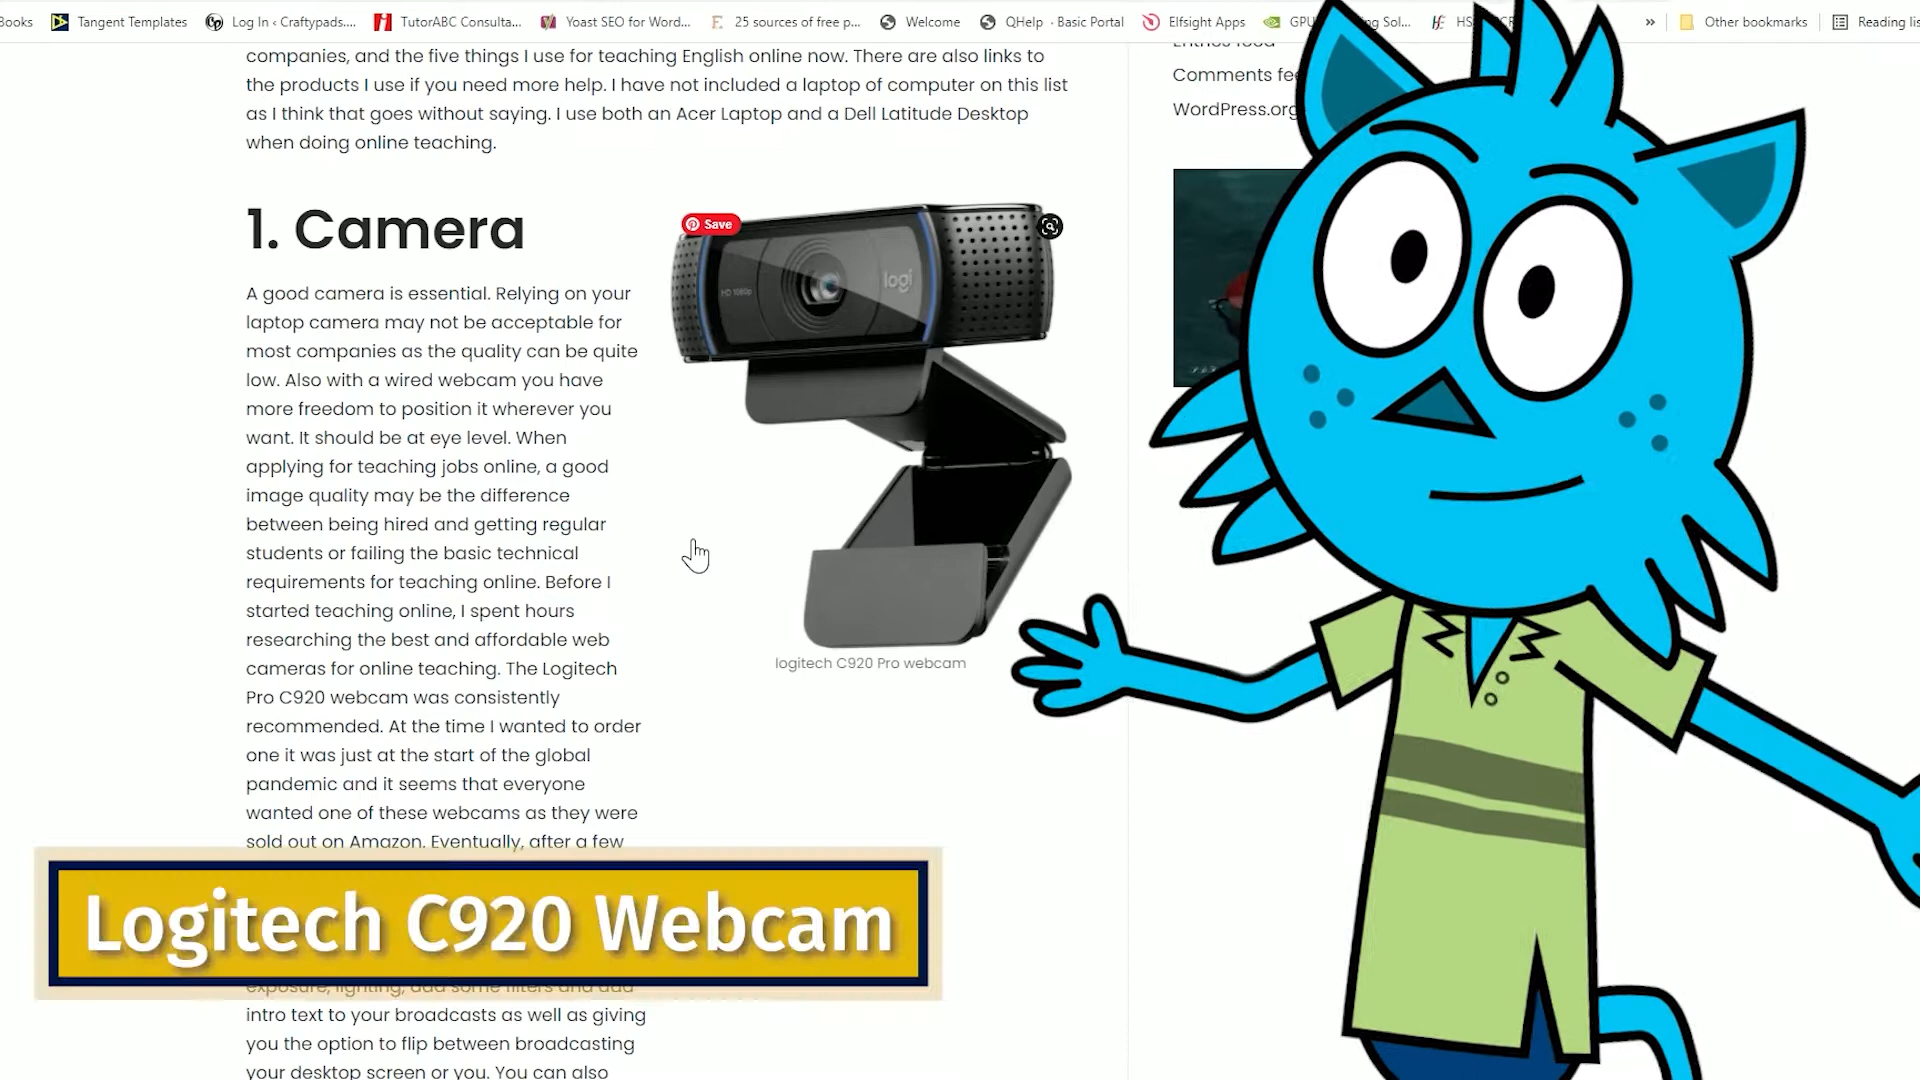 Books
Tangent Templates
Log In ‹ Craftypads....
TutorABC Consulta...
Yoast SEO for Word...
25 sources of free p...
Welcome
QHelp · Basic Portal
Elfsight Apps
»
Other bookmarks
companies, and the five things I use for teaching English online now. There are also links to
the products I use if you need more help. I have not included a laptop of computer on this list
as I think that goes without saying. I use both an Acer Laptop and a Dell Latitude Desktop
when doing online teaching.
Comments
WordPress.org
1. Camera
Save
HD 1080p
logi
A good camera is essential. Relying on your
laptop camera may not be acceptable for
most companies as the quality can be quite
low. Also with a wired webcam you have
more freedom to position it wherever you
want. It should be at eye level. When
applying for teaching jobs online, a good
image quality may be the difference
between being hired and getting regular
students or failing the basic technical
requirements for teaching online. Before I
started teaching online, I spent hours
researching the best and affordable web
cameras for online teaching. The Logitech
Pro C920 webcam was consistently
recommended. At the time I wanted to order
one it was just at the start of the global
pandemic and it seems that everyone
wanted one of these webcams as they were
sold out on Amazon. Eventually, after a few
logitech C920 Pro webcam
Logitech C920 Webcam
exposure, lighting, add some filters and add
intro text to your broadcasts as well as giving
you the option to flip between broadcasting
your desktop screen or you. You can also